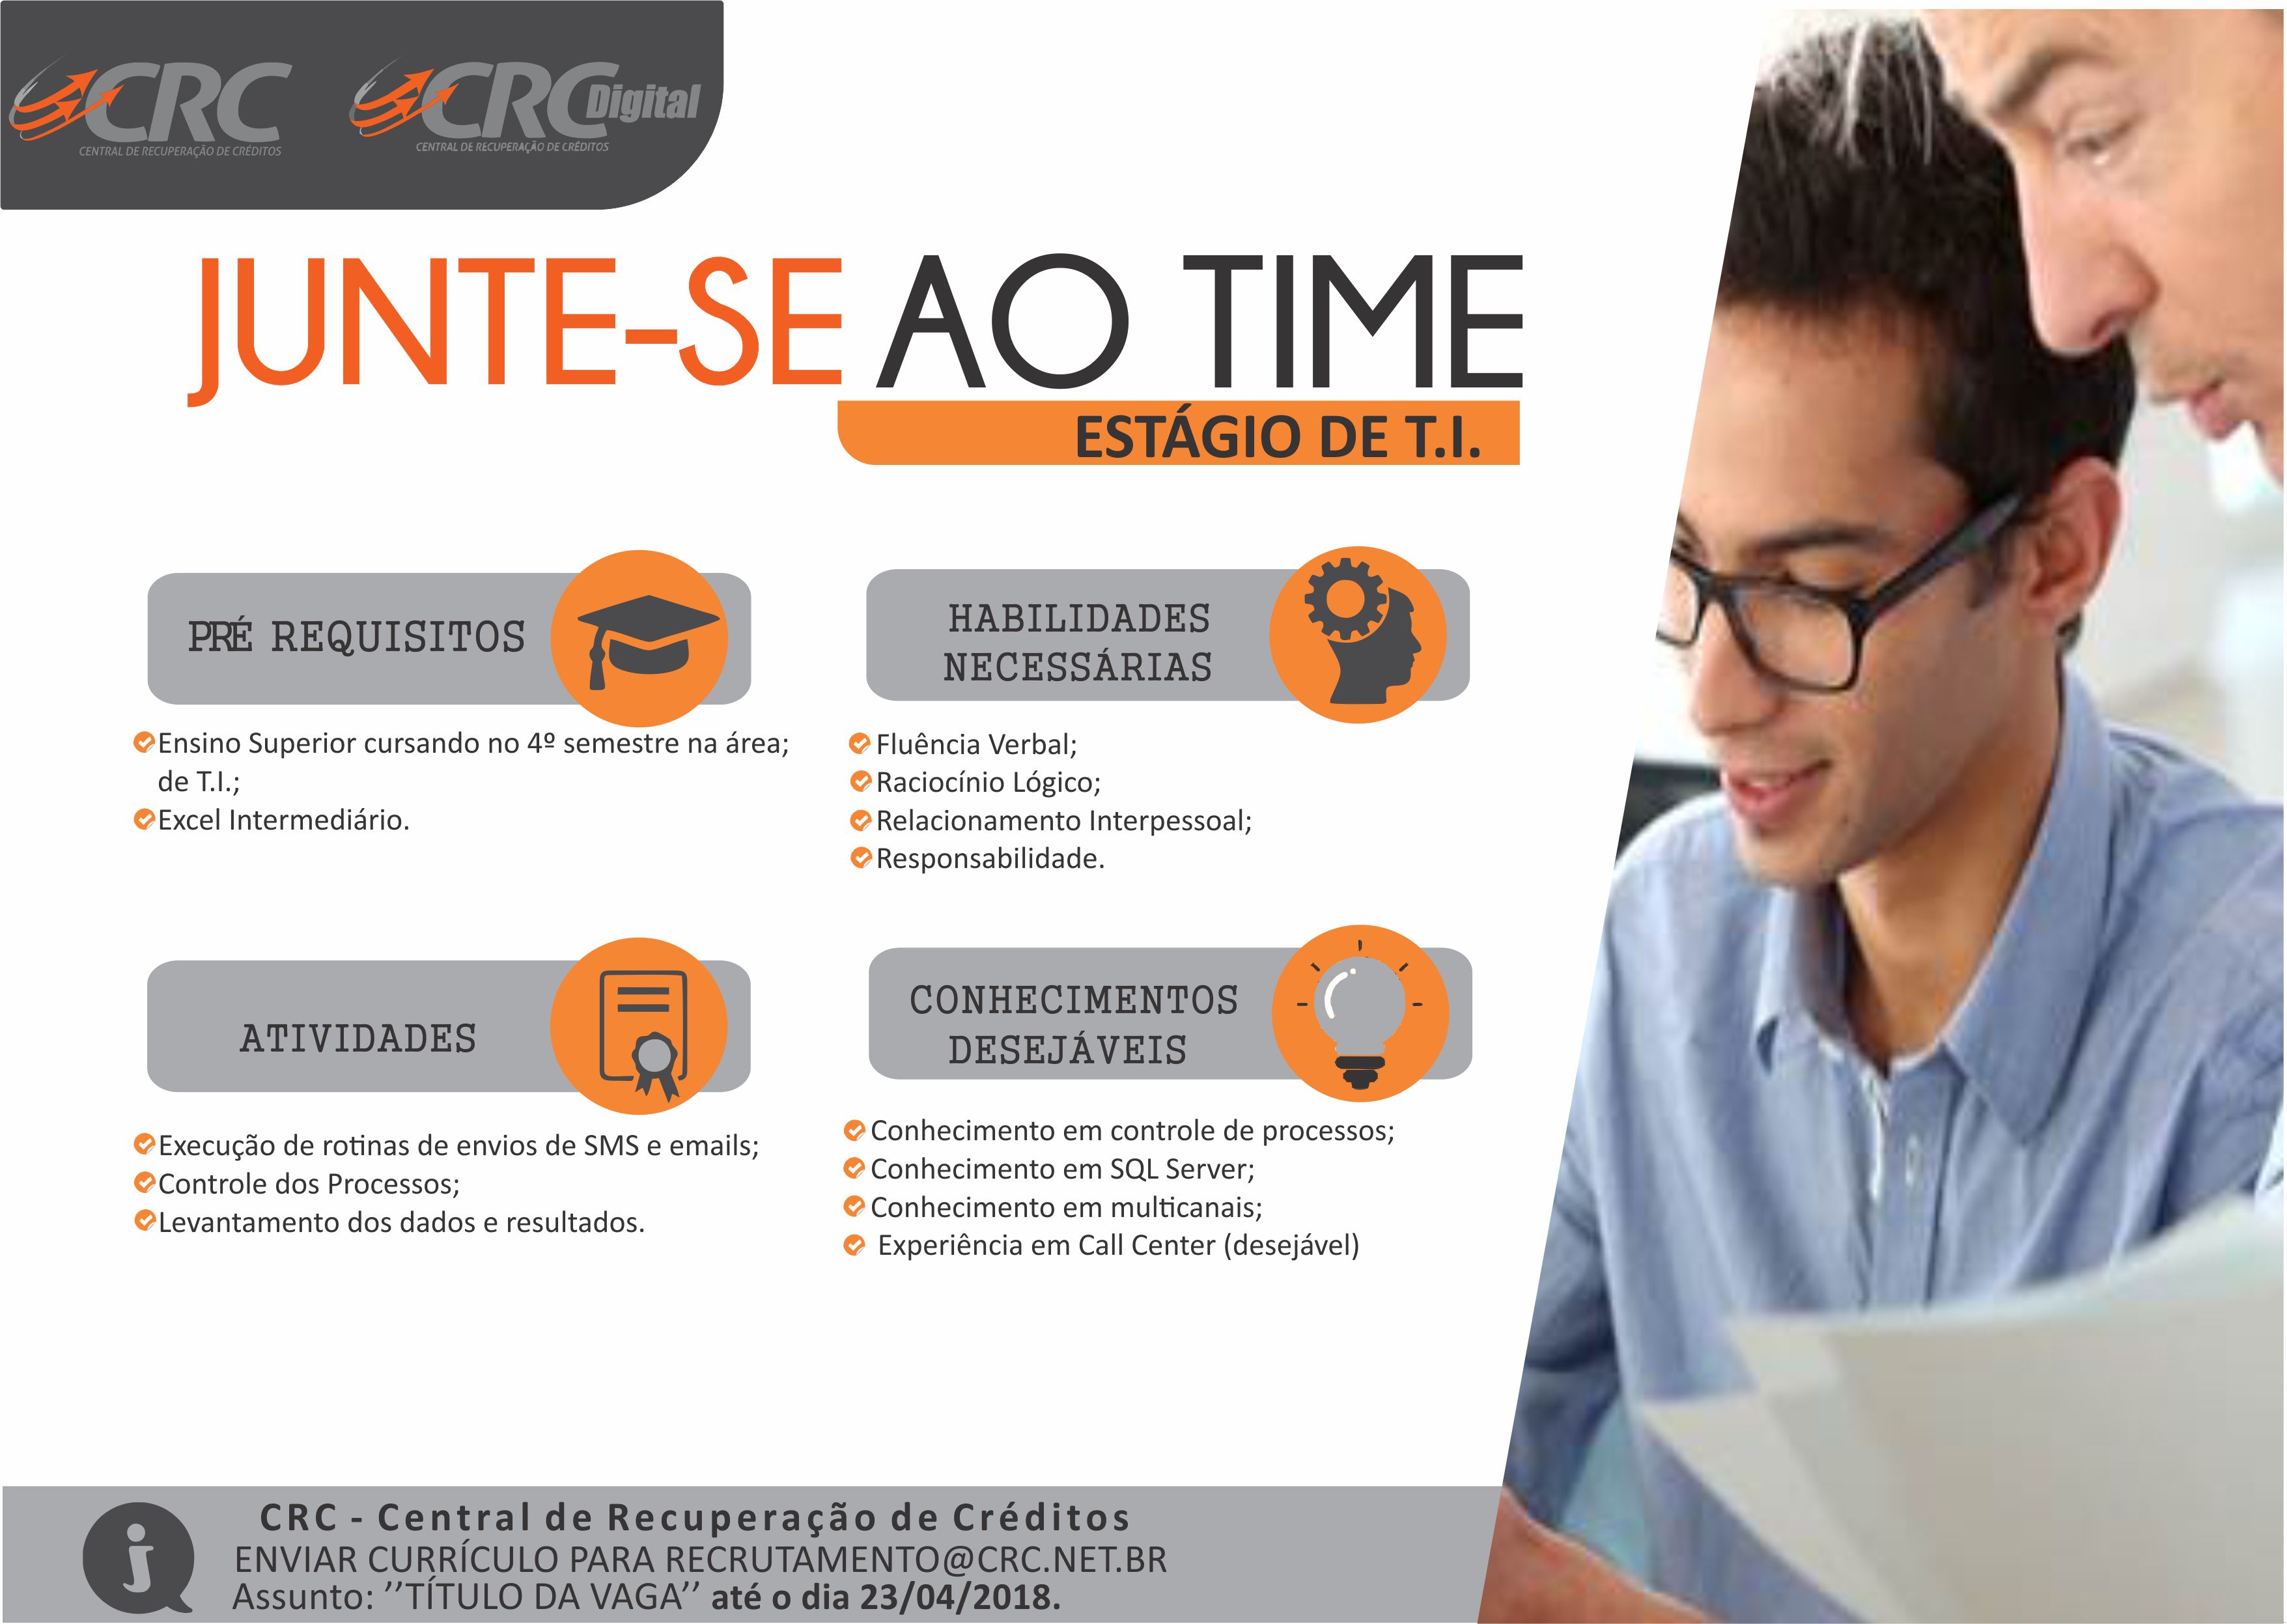 CRC
CENTRAL DE RECUPERAÇÃO DE CRÉDITOS
CRC Digital
CENTRAL DE RECUPERAÇÃO DE CRÉDITOS
JUNTE-SE AO TIME
ESTÁGIO DE T.I.
PRÉ REQUISITOS
Ensino Superior cursando no 4º semestre na área;
de T.I.;
Excel Intermediário.
HABILIDADES
NECESSÁRIAS
Fluência Verbal;
Raciocínio Lógico;
Relacionamento Interpessoal;
Responsabilidade.
ATIVIDADES
Execução de rotinas de envios de SMS e emails;
Controle dos Processos;
Levantamento dos dados e resultados.
CONHECIMENTOS
DESEJÁVEIS
Conhecimento em controle de processos;
Conhecimento em SQL Server;
Conhecimento em multicanais;
Experiência em Call Center (desejável)
CRC - Central de Recuperação de Créditos
ENVIAR CURRÍCULO PARA RECRUTAMENTO@CRC.NET.BR
Assunto: ’’TÍTULO DA VAGA’’ até o dia 23/04/2018.